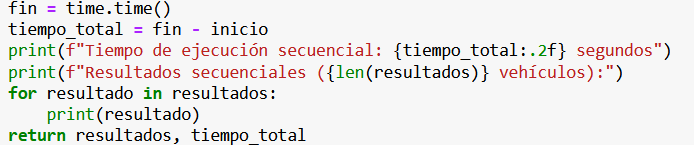 fin = time.time()
tiempo_total = fin - inicio
print(f"Tiempo de ejecución secuencial: {tiempo_total:.2f} segundos")
print(f"Resultados secuenciales ({len(resultados)} vehículos):")
for resultado in resultados:
    print(resultado)
return resultados, tiempo_total